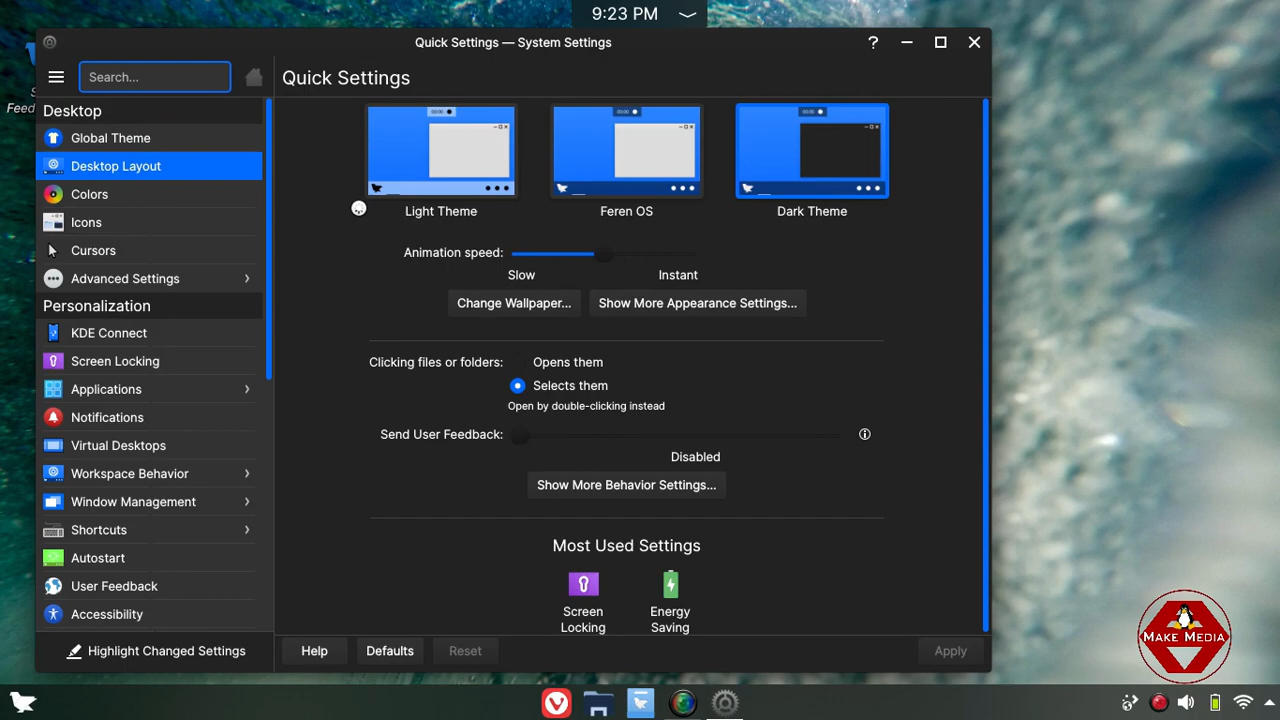 9:23 PM
Quick Settings — System Settings
Search...
Quick Settings
Desktop
Global Theme
Desktop Layout
Colors
Icons
Cursors
Advanced Settings
Personalization
KDE Connect
Screen Locking
Applications
Notifications
Virtual Desktops
Workspace Behavior
Window Management
Shortcuts
Autostart
User Feedback
Accessibility
Highlight Changed Settings
Light Theme
Feren OS
Dark Theme
Animation speed:
Slow
Instant
Change Wallpaper...
Show More Appearance Settings...
Clicking files or folders:
Opens them
Selects them
Open by double-clicking instead
Send User Feedback:
Disabled
Show More Behavior Settings...
Most Used Settings
Screen
Locking
Energy
Saving
Help
Defaults
Reset
Apply
Feed
MAKE MEDIA